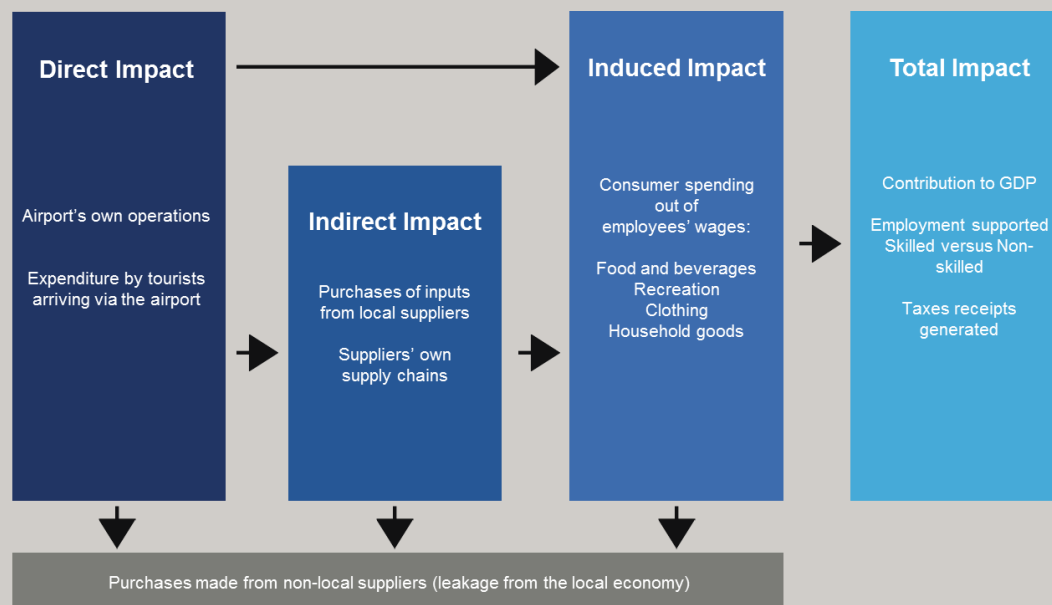 Direct Impact
Airport's own operations
Expenditure by tourists
arriving via the airport
Indirect Impact
Purchases of inputs
from local suppliers
Suppliers' own
supply chains
Induced Impact
Consumer spending
out of
employees' wages:
Food and beverages
Recreation
Clothing
Household goods
Total Impact
Contribution to GDP
Employment supported
Skilled versus Non-
skilled
Taxes receipts
generated
Purchases made from non-local suppliers (leakage from the local economy)